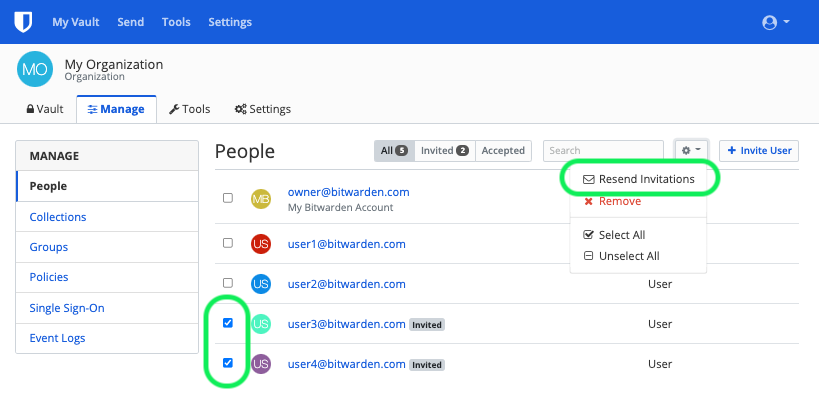 My Vault Send Tools Settings
MO My Organization
Organization
Vault Manage Tools Settings
MANAGE
People
Collections
Groups
Policies
Single Sign-On
Event Logs
People All 5 Invited 2 Accepted Search Invite User
Resend Invitations
Remove
Select All
Unselect All
MB owner@bitwarden.com
My Bitwarden Account
US user1@bitwarden.com
US user2@bitwarden.com User
US user3@bitwarden.com Invited User
US user4@bitwarden.com Invited User